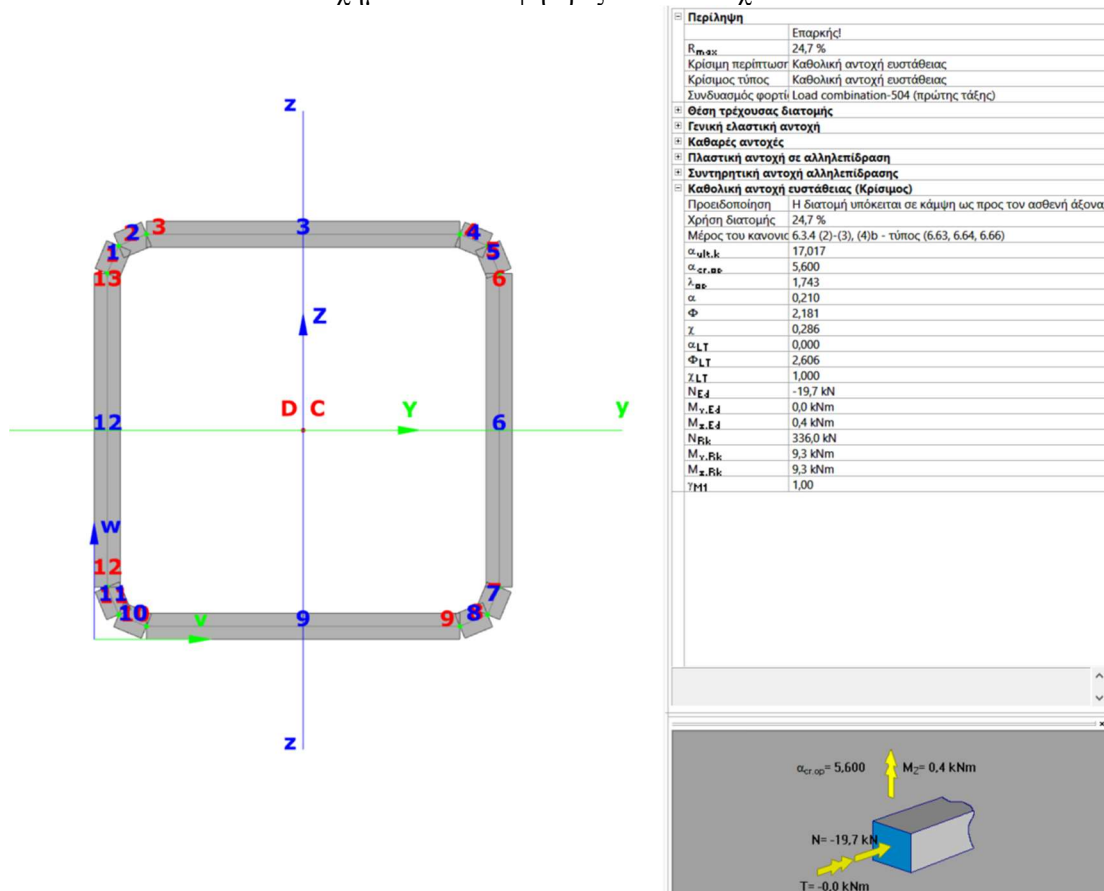 z
2 3 3 4
1 5
13 6
Z
D C Y y
12 6
w
12
11 7
10 v 9 9 8
z
Περίληψη
Επαρκής!
Rmax 24,7 %
Κρίσιμη περίπτωση Καθολική αντοχή ευστάθειας
Κρίσιμος τύπος Καθολική αντοχή ευστάθειας
Συνδυασμός φορτί Load combination-504 (πρώτης τάξης)
Θέση τρέχουσας διατομής
Γενική ελαστική αντοχή
Καθαρές αντοχές
Πλαστική αντοχή σε αλληλεπίδραση
Συντηρητική αντοχή αλληλεπίδρασης
Καθολική αντοχή ευστάθειας (Κρίσιμος)
Προειδοποίηση Η διατομή υπόκειται σε κάμψη ως προς τον ασθενή άξονα
Χρήση διατομής 24,7 %
Μέρος του κανονισ 6.3.4 (2)-(3), (4)b - τύπος (6.63, 6.64, 6.66)
αult,k 17,017
αcr,op 5,600
λop 1,743
α 0,210
Φ 2,181
χ 0,286
αLT 0,000
ΦLT 2,606
χLT 1,000
NEd -19,7 kN
My,Ed 0,0 kNm
Mz,Ed 0,4 kNm
NRk 336,0 kN
My,Rk 9,3 kNm
Mz,Rk 9,3 kNm
γM1 1,00
αcr,op= 5,600 MZ= 0,4 kNm
N= -19,7 kN
T= -0,0 kNm